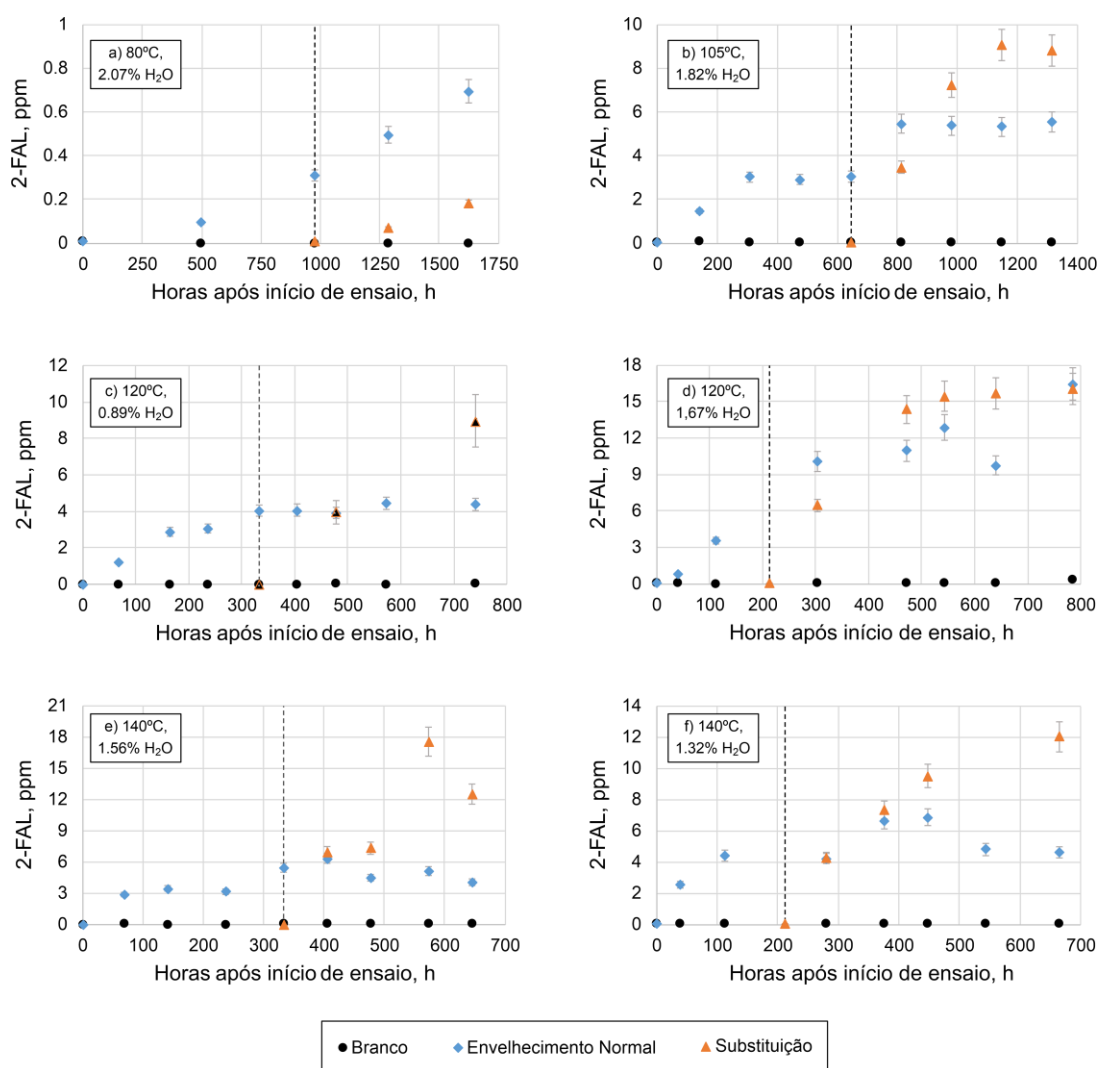 a) 80ºC,
2.07% H₂O
2-FAL, ppm
1
0.8
0.6
0.4
0.2
0
0 250 500 750 1000 1250 1500 1750
Horas após início de ensaio, h
b) 105ºC,
1.82% H₂O
2-FAL, ppm
10
8
6
4
2
0
0 200 400 600 800 1000 1200 1400
Horas após início de ensaio, h
c) 120ºC,
0.89% H₂O
2-FAL, ppm
12
10
8
6
4
2
0
0 100 200 300 400 500 600 700 800
Horas após início de ensaio, h
d) 120ºC,
1,67% H₂O
2-FAL, ppm
18
15
12
9
6
3
0
0 100 200 300 400 500 600 700 800
Horas após início de ensaio, h
e) 140ºC,
1.56% H₂O
2-FAL, ppm
21
18
15
12
9
6
3
0
0 100 200 300 400 500 600 700
Horas após início de ensaio, h
f) 140ºC,
1.32% H₂O
2-FAL, ppm
14
12
10
8
6
4
2
0
0 100 200 300 400 500 600 700
Horas após início de ensaio, h
Branco Envelhecimento Normal Substituição